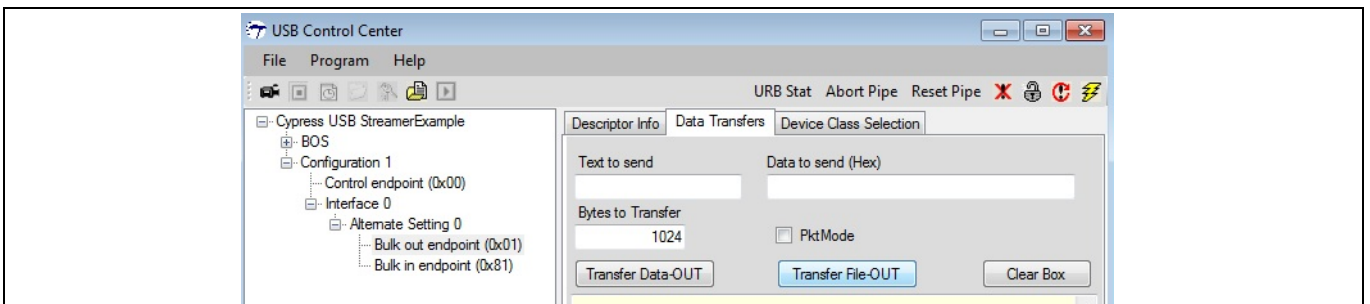 USB Control Center
File Program Help
URB Stat Abort Pipe Reset Pipe
Cypress USB StreamerExample
BOS
Configuration 1
Control endpoint (0x00)
Interface 0
Alternate Setting 0
Bulk out endpoint (0x01)
Bulk in endpoint (0x81)
Descriptor Info Data Transfers Device Class Selection
Text to send Data to send (Hex)
Bytes to Transfer
1024 PktMode
Transfer Data-OUT Transfer File-OUT Clear Box